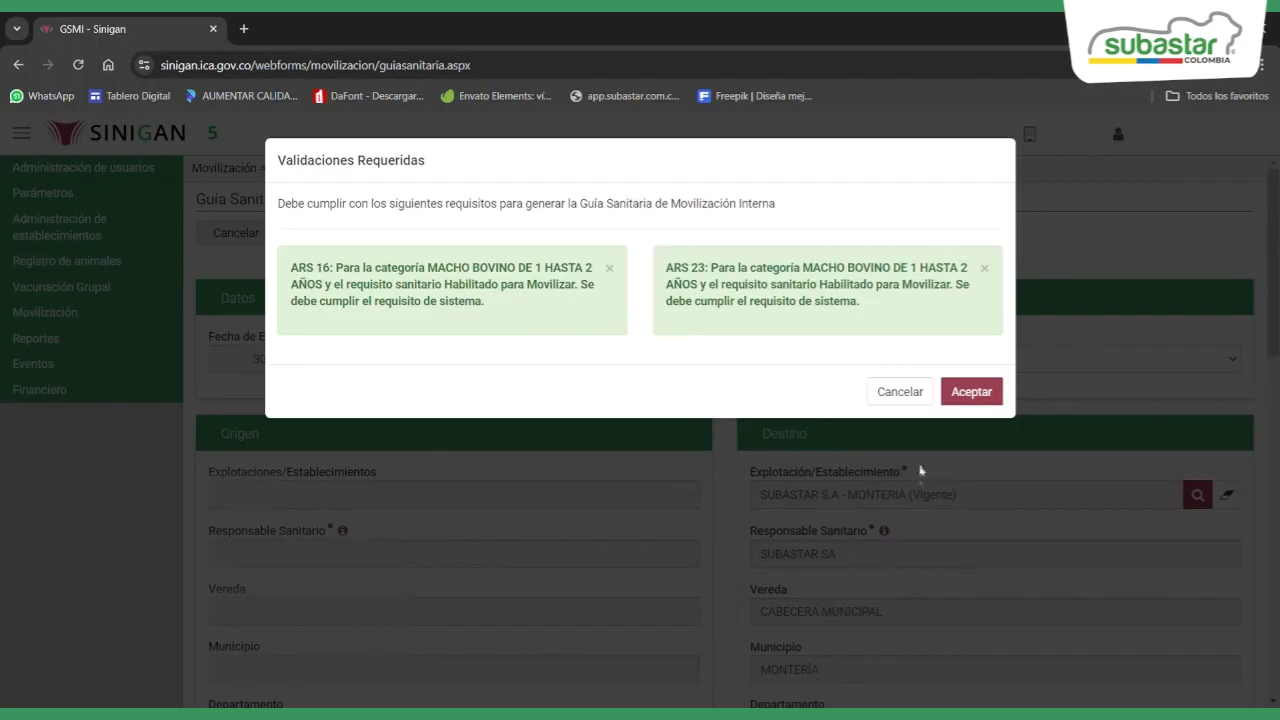 GSMI - Sinigan
subastar
COLOMBIA
sinigan.ica.gov.co/webforms/movilizacion/guiasanitaria.aspx
WhatsApp
Tablero Digital
AUMENTAR CALIDA...
DaFont - Descargar...
Envato Elements: ví...
app.subastar.com.c...
Freepik | Diseña mej...
Todos los favoritos
SINIGAN 5
Administración de usuarios
Parámetros
Administración de
establecimientos
Registro de animales
Vacunación Grupal
Movilización
Reportes
Eventos
Financiero
Movilización >
Guía Sanit
Cancelar
Validaciones Requeridas
Debe cumplir con los siguientes requisitos para generar la Guía Sanitaria de Movilización Interna
ARS 16: Para la categoría MACHO BOVINO DE 1 HASTA 2
AÑOS y el requisito sanitario Habilitado para Movilizar. Se
debe cumplir el requisito de sistema.
×
ARS 23: Para la categoría MACHO BOVINO DE 1 HASTA 2
AÑOS y el requisito sanitario Habilitado para Movilizar. Se
debe cumplir el requisito de sistema.
×
Cancelar
Aceptar
Datos
Fecha de E
30
Origen
Explotaciones/Establecimientos
Responsable Sanitario *
Vereda
Municipio
Departamento
Destino
Explotación/Establecimiento *
SUBASTAR S.A - MONTERIA (Vigente)
Responsable Sanitario *
SUBASTAR SA
Vereda
CABECERA MUNICIPAL
Municipio
MONTERÍA
Departamento